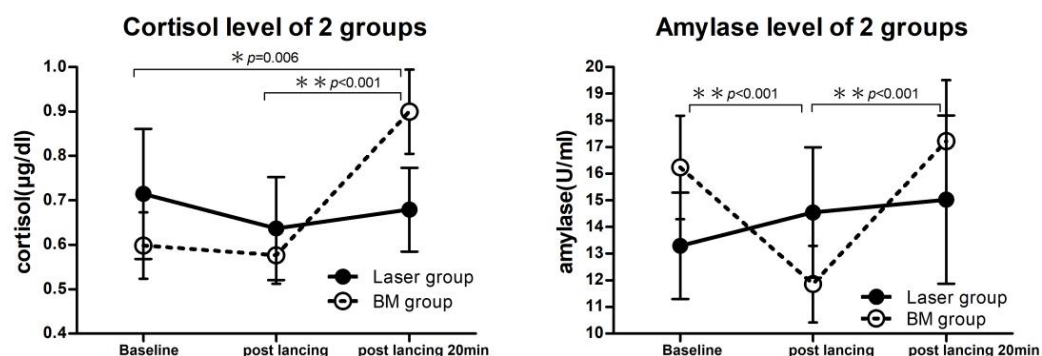 Cortisol level of 2 groups
* p=0.006
** p<0.001
1.0
0.9
0.8
0.7
0.6
0.5
0.4
cortisol(μg/dl)
Laser group
BM group
Baseline post lancing post lancing 20min
Amylase level of 2 groups
** p<0.001 ** p<0.001
20
19
18
17
16
15
14
13
12
11
10
amylase(U/ml)
Laser group
BM group
Baseline post lancing post lancing 20min